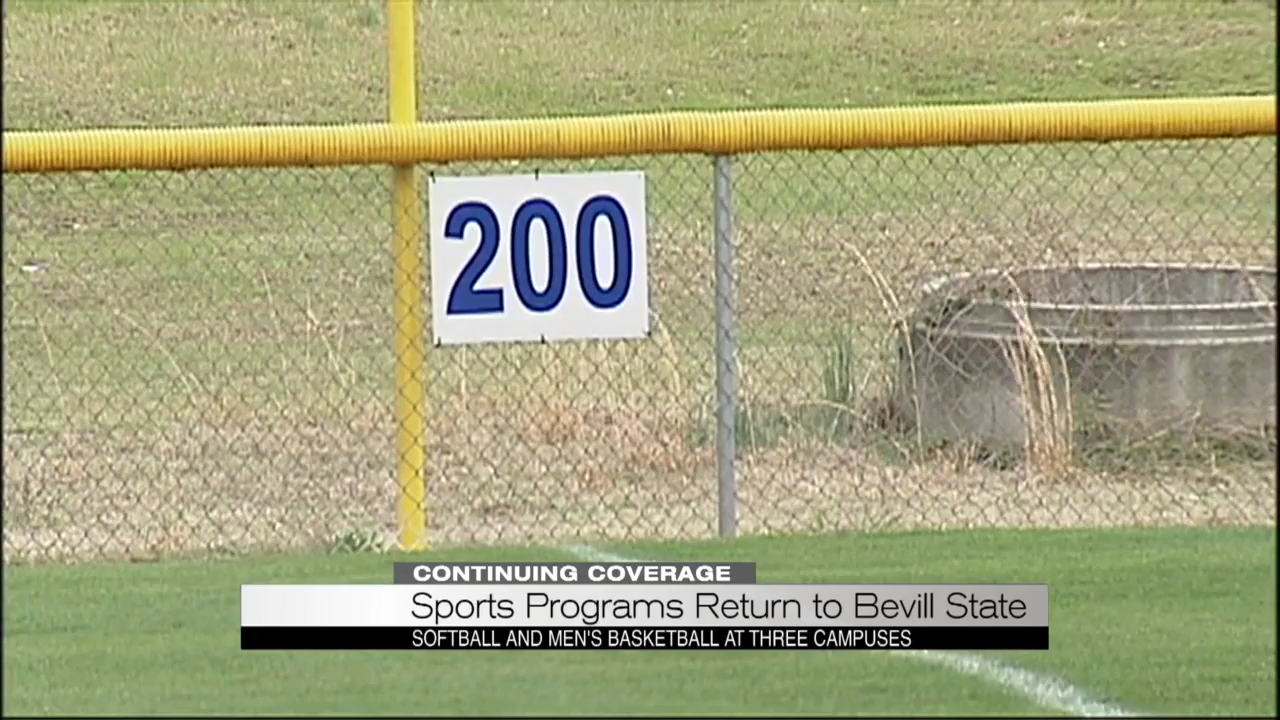 200
CONTINUING COVERAGE
Sports Programs Return to Bevill State
SOFTBALL AND MEN'S BASKETBALL AT THREE CAMPUSES